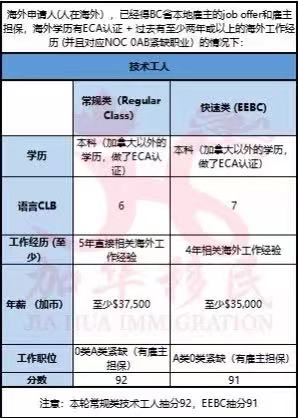 海外申请人(人在海外），已经得BC省本地雇主的job offer和雇主
担保，海外学历有ECA认证 + 过去有至少两年或以上的海外工作经
历 (并且对应NOC 0AB紧缺职业）的情况下：
技术工人
常规类（Regular
Class）
快速类 (EEBC)
学历
本科（加拿大以外的
学历，做了ECA认
证）
本科（加拿大以外的学
历，做了ECA认证）
语言CLB
6
7
工作经历 (至
少）
5年直接相关海外工
作经验
4年相关海外工作经验
年薪 （加币）
至少$37,500
至少$35,000
工作职位
0类A类紧缺（有雇主
担保）
A类0类紧缺（有雇主
担保）
分数
92
91
注意：本轮常规类技术工人抽分92，EEBC抽分91
加华移民
JIA HUA IMMIGRATION